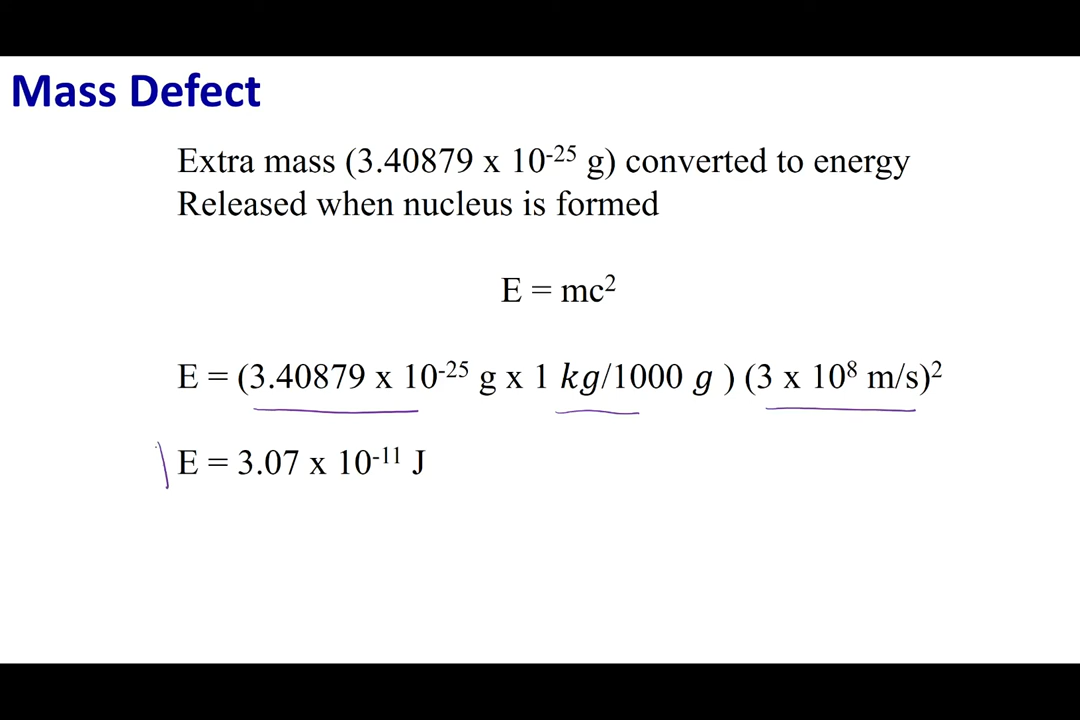 Mass Defect
Extra mass (3.40879 x 10⁻²⁵ g) converted to energy
Released when nucleus is formed
E = mc²
E = (3.40879 x 10⁻²⁵ g x 1 kg/1000 g ) (3 x 10⁸ m/s)²
E = 3.07 x 10⁻¹¹ J